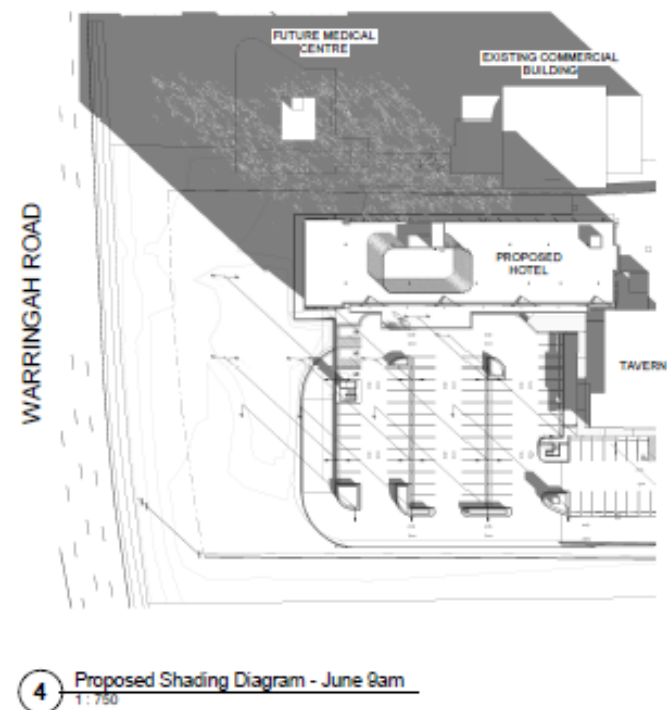 FUTURE MEDICAL
CENTRE
EXISTING COMMERCIAL
BUILDING
WARRINGAH ROAD
PROPOSED
HOTEL
TAVERN
4
Proposed Shading Diagram - June 9am
1 : 750